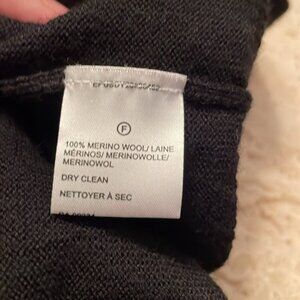 F
100% MERINO WOOL/ LAINE
MÉRINOS/ MERINOWOLLE/
MERINOWOL
DRY CLEAN
NETTOYER À SEC